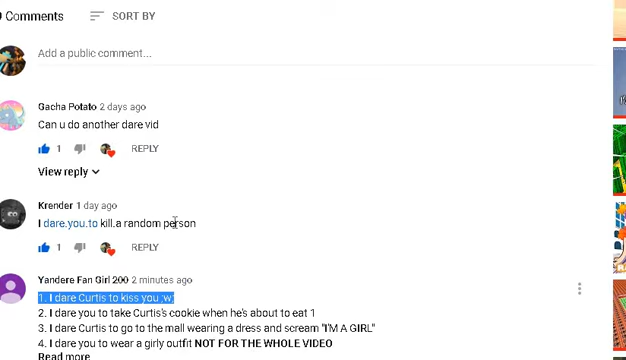 Comments
SORT BY
Add a public comment...
Gacha Potato 2 days ago
Can u do another dare vid
1 REPLY
View reply
Krender 1 day ago
I dare.you.to kill.a random person
1 REPLY
Yandere Fan Girl 200 2 minutes ago
1. I dare Curtis to kiss you ;w;
2. I dare you to take Curtis's cookie when he's about to eat 1
3. I dare Curtis to go to the mall wearing a dress and scream "I'M A GIRL"
4. I dare you to wear a girly outfit NOT FOR THE WHOLE VIDEO
Read more